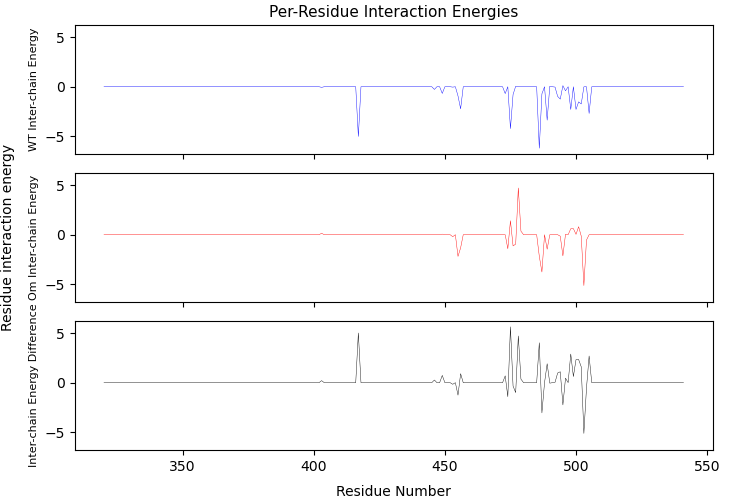 Per-Residue Interaction Energies
Residue interaction energy
WT Inter-chain Energy
5
0
−5
Om Inter-chain Energy
5
0
−5
Inter-chain Energy Difference
5
0
−5
350
400
450
500
550
Residue Number